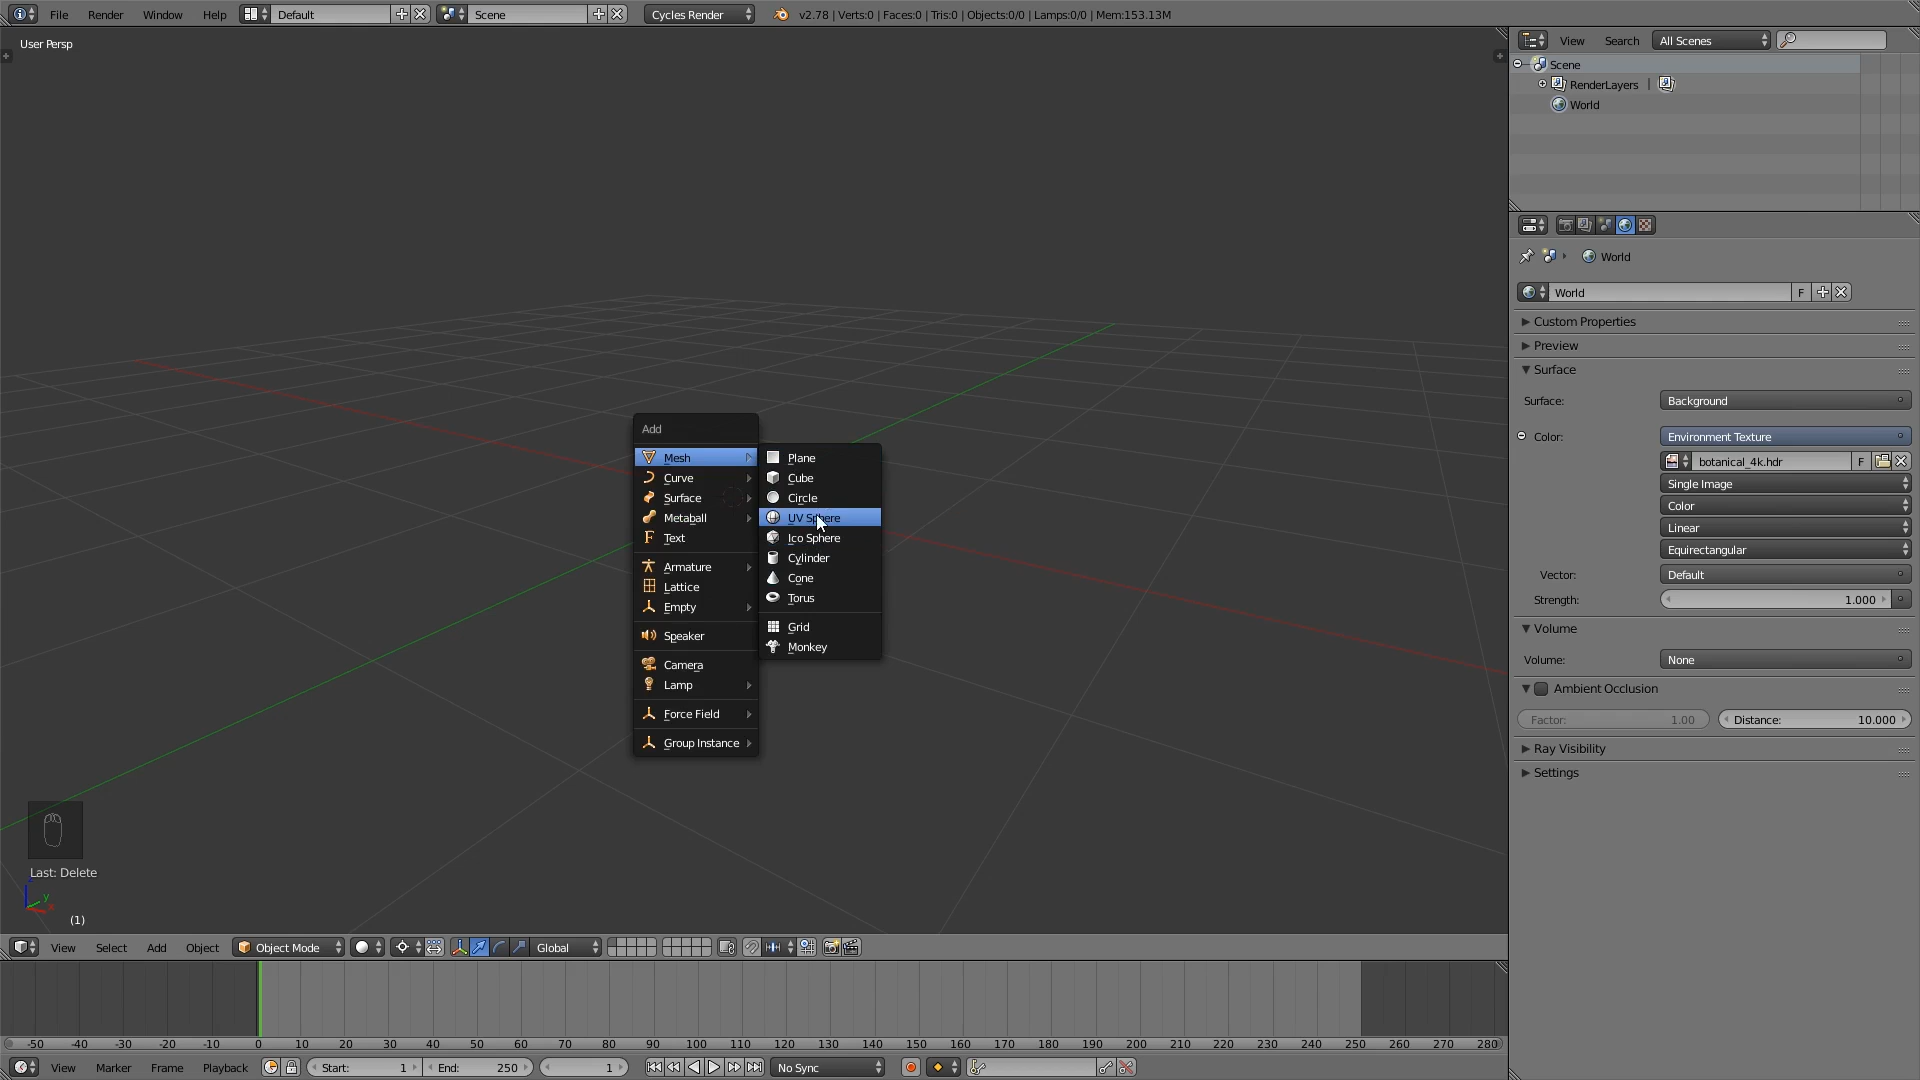 File Render Window Help Default Scene Cycles Render v2.78 | Verts:0 | Faces:0 | Tris:0 | Objects:0/0 | Lamps:0/0 | Mem:153.13M
User Persp
View Search All Scenes
Scene
RenderLayers |
World
World
World F
Custom Properties
Preview
Surface
Surface: Background
Color: Environment Texture
botanical_4k.hdr F
Single Image
Color
Linear
Equirectangular
Vector: Default
Strength: 1.000
Volume
Volume: None
Ambient Occlusion
Factor: 1.00 Distance: 10.000
Ray Visibility
Settings
Add
Mesh
Curve
Surface
Metaball
Text
Armature
Lattice
Empty
Speaker
Camera
Lamp
Force Field
Group Instance
Plane
Cube
Circle
UV Sphere
Ico Sphere
Cylinder
Cone
Torus
Grid
Monkey
Last: Delete
y
x
(1)
View Select Add Object Object Mode Global
-50 -40 -30 -20 -10 0 10 20 30 40 50 60 70 80 90 100 110 120 130 140 150 160 170 180 190 200 210 220 230 240 250 260 270 280
View Marker Frame Playback Start: 1 End: 250 1 No Sync